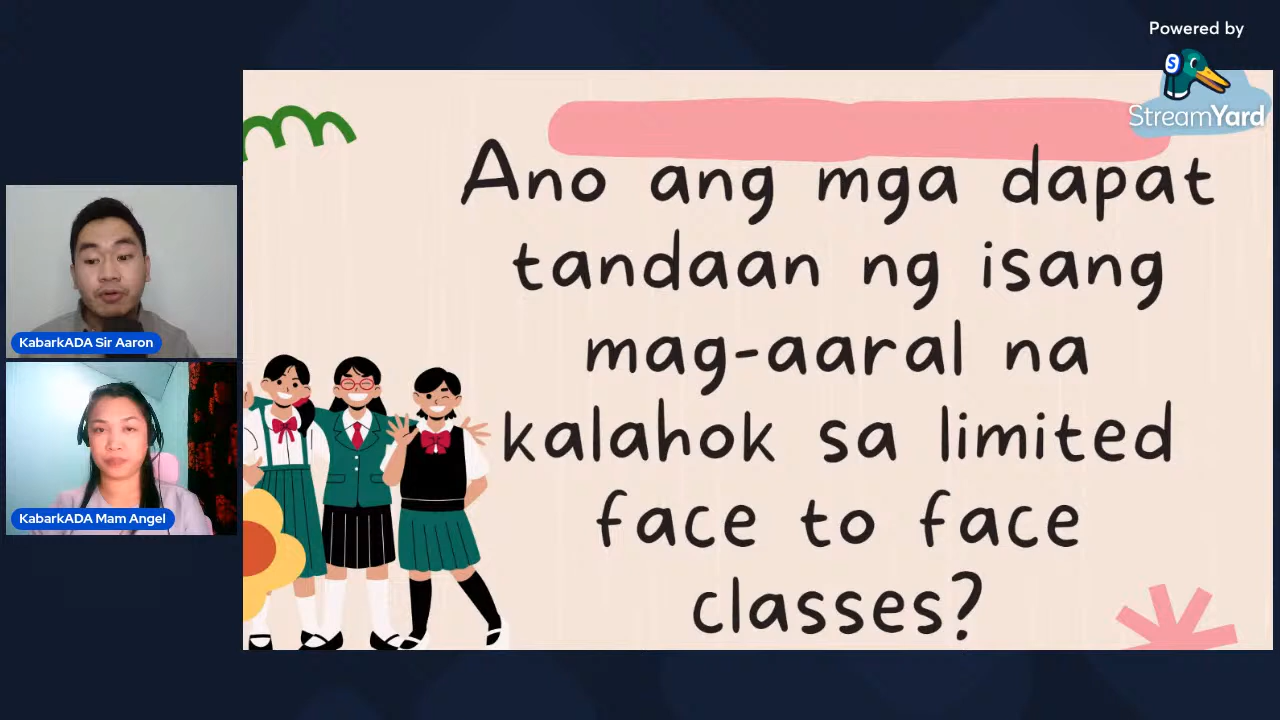 Powered by
S
StreamYard
Ano ang mga dapat
tandaan ng isang
mag-aaral na
kalahok sa limited
face to face
classes?
KabarkADA Sir Aaron
KabarkADA Mam Angel